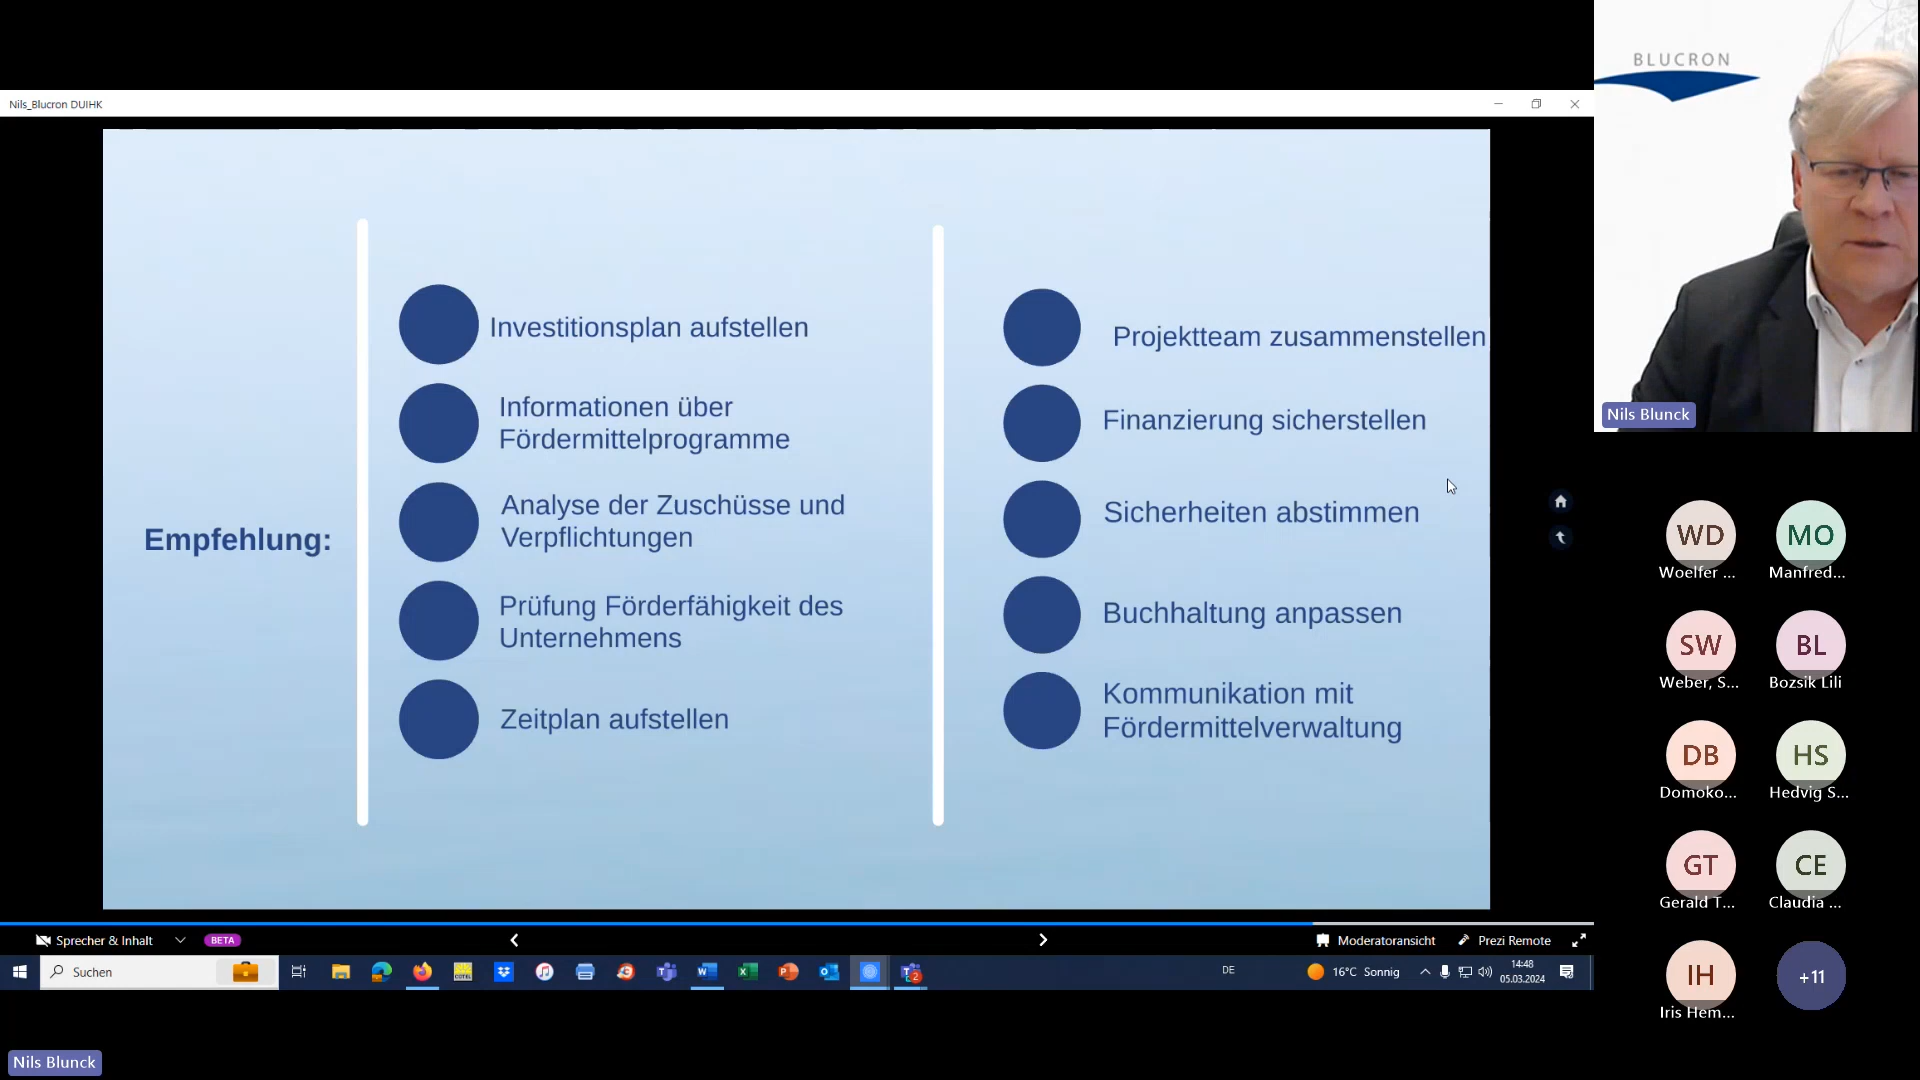 BLUCRON
Nils_Blucron DUIHK
Empfehlung:
Investitionsplan aufstellen
Informationen über
Fördermittelprogramme
Analyse der Zuschüsse und
Verpflichtungen
Prüfung Förderfähigkeit des
Unternehmens
Zeitplan aufstellen
Projektteam zusammenstellen
Finanzierung sicherstellen
Sicherheiten abstimmen
Buchhaltung anpassen
Kommunikation mit
Fördermittelverwaltung
Nils Blunck
WD
Woelfer ...
MO
Manfred...
SW
Weber, S...
BL
Bozsik Lili
DB
Domoko...
HS
Hedvig S...
GT
Gerald T...
CE
Claudia ...
IH
Iris Hem...
+11
Sprecher & Inhalt
BETA
Moderatoransicht
Prezi Remote
Suchen
DE
16°C Sonnig
14:48
05.03.2024
Nils Blunck